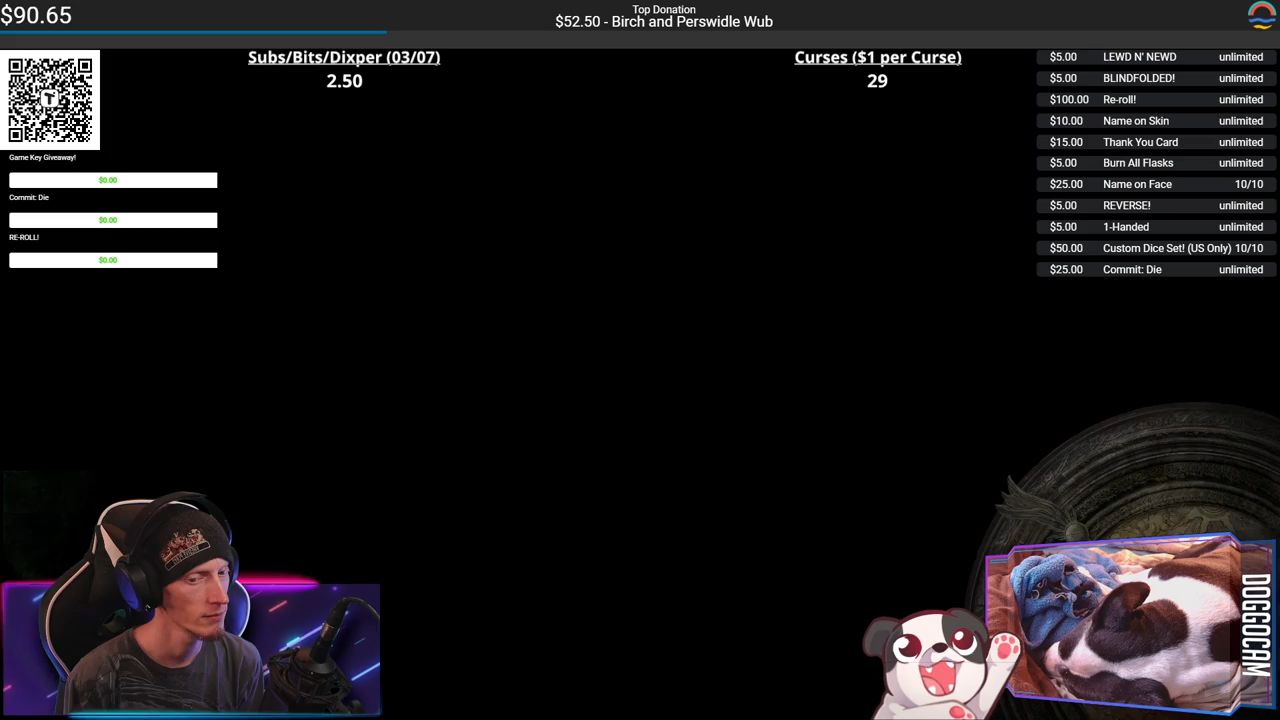 $90.65
Top Donation
$52.50 - Birch and Perswidle Wub
Subs/Bits/Dixper (03/07)
2.50
Curses ($1 per Curse)
29
Game Key Giveaway!
$0.00
Commit: Die
$0.00
RE-ROLL!
$0.00
$5.00 LEWD N' NEWD unlimited
$5.00 BLINDFOLDED! unlimited
$100.00 Re-roll! unlimited
$10.00 Name on Skin unlimited
$15.00 Thank You Card unlimited
$5.00 Burn All Flasks unlimited
$25.00 Name on Face 10/10
$5.00 REVERSE! unlimited
$5.00 1-Handed unlimited
$50.00 Custom Dice Set! (US Only) 10/10
$25.00 Commit: Die unlimited
DOGGOCAM